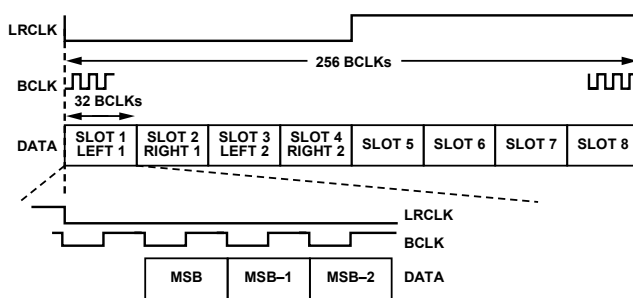 LRCLK
256 BCLKs
BCLK
32 BCLKs
DATA
SLOT 1
LEFT 1
SLOT 2
RIGHT 1
SLOT 3
LEFT 2
SLOT 4
RIGHT 2
SLOT 5
SLOT 6
SLOT 7
SLOT 8
LRCLK
BCLK
MSB
MSB–1
MSB–2
DATA